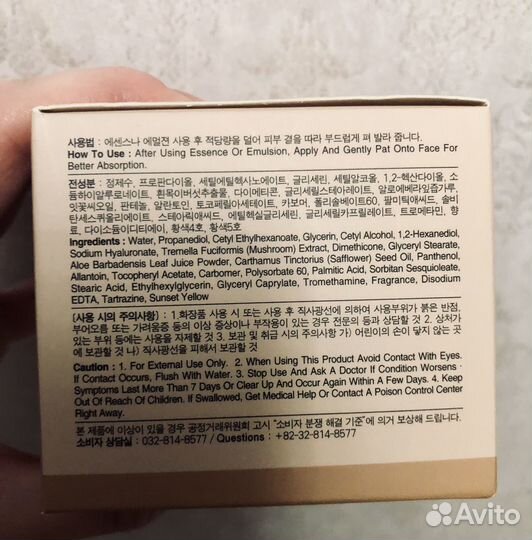 사용법 : 에센스나 에멀젼 사용 후 적당량을 덜어 피부 결을 따라 부드럽게 펴 발라 줍니다.
How To Use : After Using Essence Or Emulsion, Apply And Gently Pat Onto Face For
Better Absorption.
전성분 : 정제수, 프로판다이올, 세틸에틸헥사노에이트, 글리세린, 세틸알코올, 1,2-헥산다이올, 소
듐하이알루로네이트, 흰목이버섯추출물, 다이메티콘, 글리세릴스테아레이트, 알로에베라잎즙가루,
잇꽃씨오일, 판테놀, 알란토인, 토코페릴아세테이트, 카보머, 폴리솔베이트60, 팔미틱애씨드, 솔비
탄세스퀴올리에이트, 스테아릭애씨드, 에틸헥실글리세린, 글리세릴카프릴레이트, 트로메타민, 향
료, 다이소듐이디티에이, 황색4호, 황색5호
Ingredients : Water, Propanediol, Cetyl Ethylhexanoate, Glycerin, Cetyl Alcohol, 1,2-Hexanediol,
Sodium Hyaluronate, Tremella Fuciformis (Mushroom) Extract, Dimethicone, Glyceryl Stearate,
Aloe Barbadensis Leaf Juice Powder, Carthamus Tinctorius (Safflower) Seed Oil, Panthenol,
Allantoin, Tocopheryl Acetate, Carbomer, Polysorbate 60, Palmitic Acid, Sorbitan Sesquioleate,
Stearic Acid, Ethylhexylglycerin, Glyceryl Caprylate, Tromethamine, Fragrance, Disodium
EDTA, Tartrazine, Sunset Yellow
(사용 시의 주의사항) : 1.화장품 사용 시 또는 사용 후 직사광선에 의하여 사용부위가 붉은 반점,
부어오름 또는 가려움증 등의 이상 증상이나 부작용이 있는 경우 전문의 등과 상담할 것 2. 상처가
있는 부위 등에는 사용을 자제할 것 3. 보관 및 취급 시의 주의사항 가) 어린이의 손이 닿지 않는 곳
에 보관할 것 나) 직사광선을 피해서 보관할 것
Caution : 1. For External Use Only. 2. When Using This Product Avoid Contact With Eyes.
If Contact Occurs, Flush With Water. 3. Stop Use And Ask A Doctor If Condition Worsens ·
Symptoms Last More Than 7 Days Or Clear Up And Occur Again Within A Few Days. 4. Keep
Out Of Reach Of Children. If Swallowed, Get Medical Help Or Contact A Poison Control Center
Right Away.
본 제품에 이상이 있을 경우 공정거래위원회 고시 "소비자 분쟁 해결 기준"에 의거 보상해 드립니다.
소비자 상담실 : 032-814-8577 / Questions : +82-32-814-8577
Avito